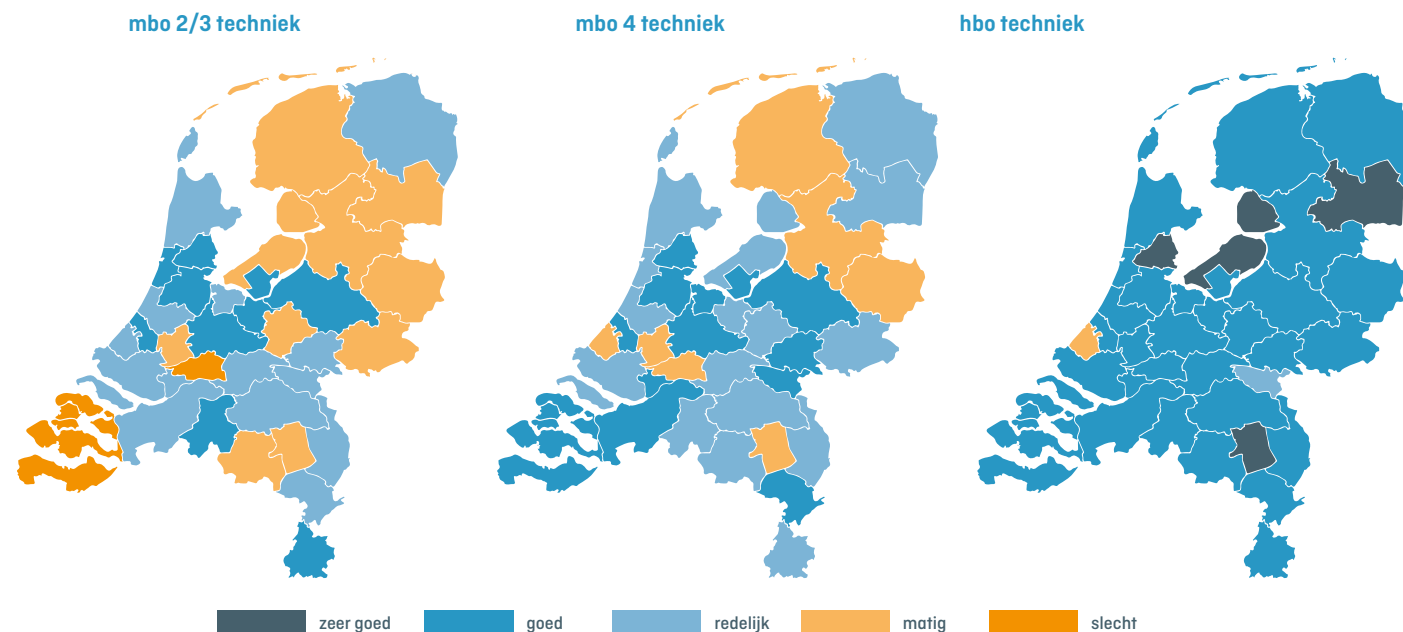 mbo 2/3 techniek
mbo 4 techniek
hbo techniek
zeer goed
goed
redelijk
matig
slecht